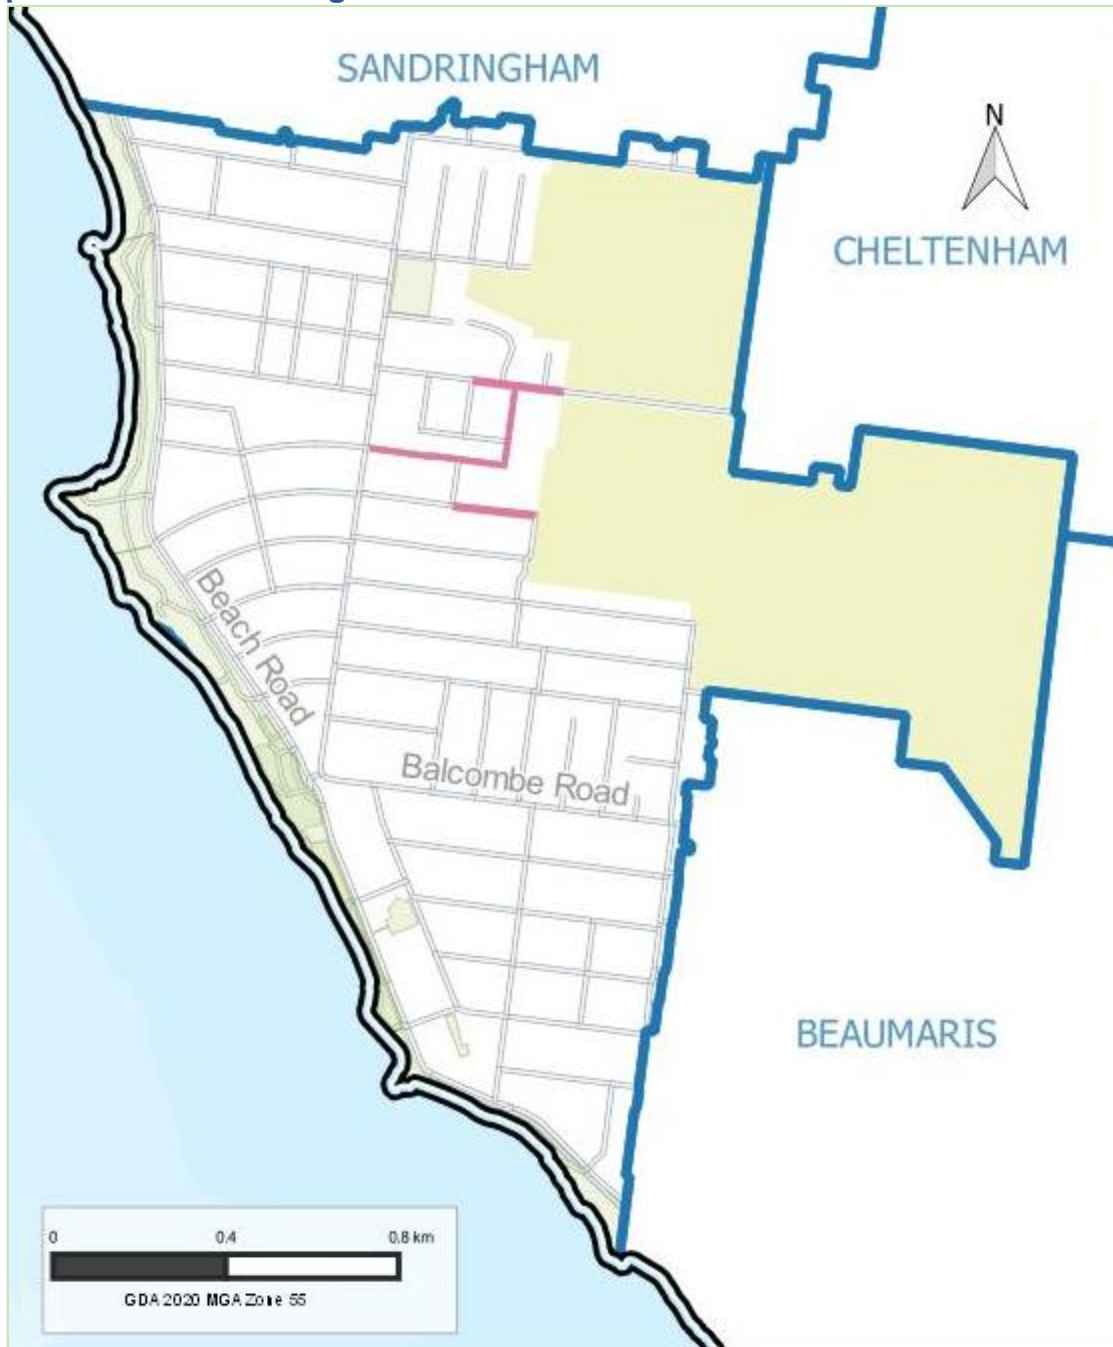 SANDRINGHAM
N
CHELTENHAM
Beach Road
Balcombe Road
BEAUMARIS
0 0.4 0.8 km
GDA 2020 MGA Zone 55